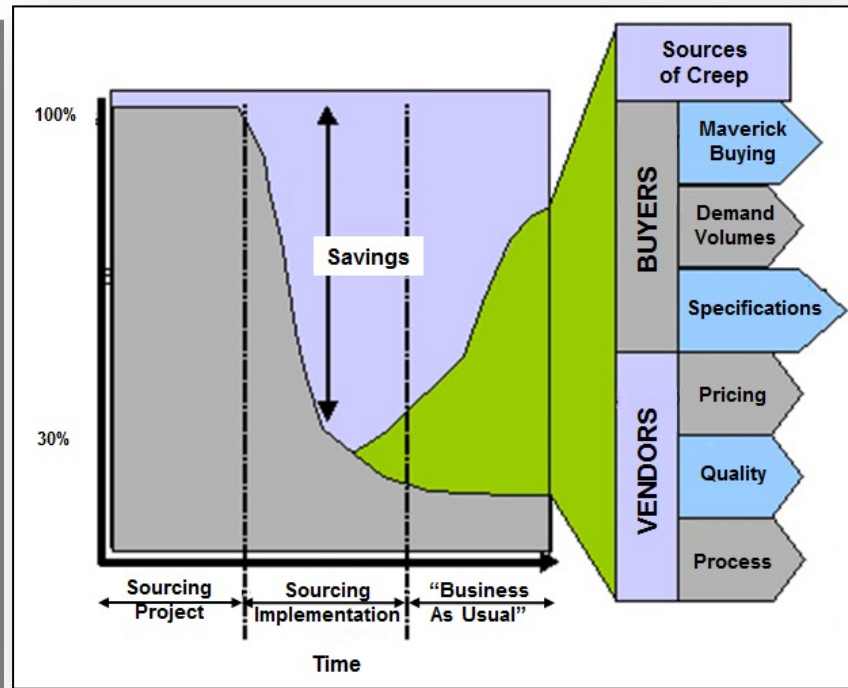 100%
30%
Savings
Sourcing
Project
Sourcing
Implementation
“Business
As Usual”
Time
Sources
of Creep
BUYERS
Maverick
Buying
Demand
Volumes
Specifications
VENDORS
Pricing
Quality
Process